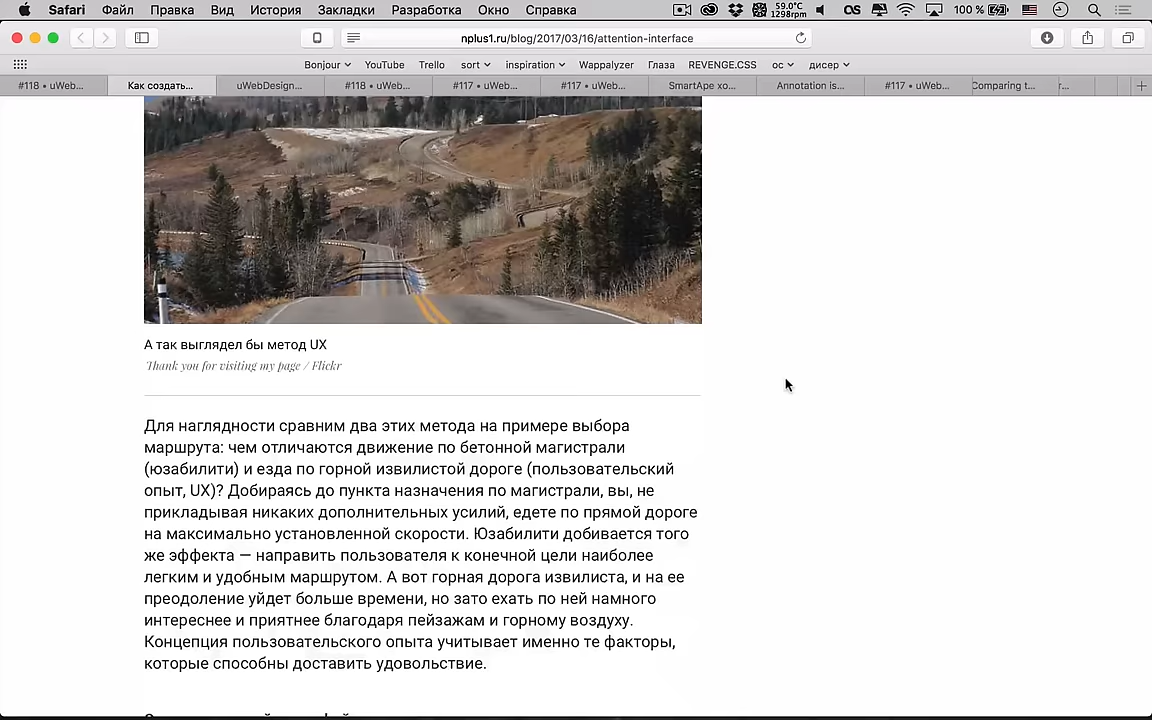 Safari Файл Правка Вид История Закладки Разработка Окно Справка 59.0°C 1298rpm 100 %
nplus1.ru/blog/2017/03/16/attention-interface
Bonjour YouTube Trello sort inspiration Wappalyzer Глаза REVENGE.CSS ос дисер
#118 • uWeb... Как создать... uWebDesign... #118 • uWeb... #117 • uWeb... #117 • uWeb... SmartApe хо... Annotation is... #117 • uWeb... Comparing t... r...
А так выглядел бы метод UX
Thank you for visiting my page / Flickr
Для наглядности сравним два этих метода на примере выбора
маршрута: чем отличаются движение по бетонной магистрали
(юзабилити) и езда по горной извилистой дороге (пользовательский
опыт, UX)? Добираясь до пункта назначения по магистрали, вы, не
прикладывая никаких дополнительных усилий, едете по прямой дороге
на максимально установленной скорости. Юзабилити добивается того
же эффекта — направить пользователя к конечной цели наиболее
легким и удобным маршрутом. А вот горная дорога извилиста, и на ее
преодоление уйдет больше времени, но зато ехать по ней намного
интереснее и приятнее благодаря пейзажам и горному воздуху.
Концепция пользовательского опыта учитывает именно те факторы,
которые способны доставить удовольствие.